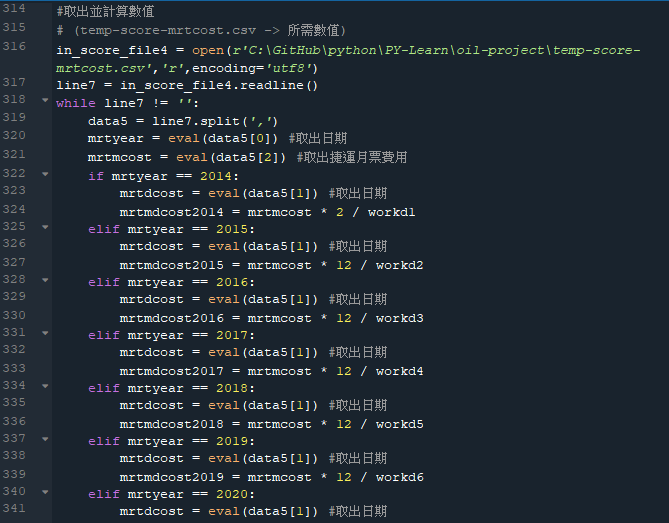 314 #取出並計算數值
315 # (temp-score-mrtcost.csv -> 所需數值)
316 in_score_file4 = open(r'C:\GitHub\python\PY-Learn\oil-project\temp-score-
mrtcost.csv','r',encoding='utf8')
317 line7 = in_score_file4.readline()
318 while line7 != '':
319     data5 = line7.split(',')
320     mrtyear = eval(data5[0]) #取出日期
321     mrtmcost = eval(data5[2]) #取出捷運月票費用
322     if mrtyear == 2014:
323         mrtdcost = eval(data5[1]) #取出日期
324         mrtmdcost2014 = mrtmcost * 2 / workd1
325     elif mrtyear == 2015:
326         mrtdcost = eval(data5[1]) #取出日期
327         mrtmdcost2015 = mrtmcost * 12 / workd2
328     elif mrtyear == 2016:
329         mrtdcost = eval(data5[1]) #取出日期
330         mrtmdcost2016 = mrtmcost * 12 / workd3
331     elif mrtyear == 2017:
332         mrtdcost = eval(data5[1]) #取出日期
333         mrtmdcost2017 = mrtmcost * 12 / workd4
334     elif mrtyear == 2018:
335         mrtdcost = eval(data5[1]) #取出日期
336         mrtmdcost2018 = mrtmcost * 12 / workd5
337     elif mrtyear == 2019:
338         mrtdcost = eval(data5[1]) #取出日期
339         mrtmdcost2019 = mrtmcost * 12 / workd6
340     elif mrtyear == 2020:
341         mrtdcost = eval(data5[1]) #取出日期